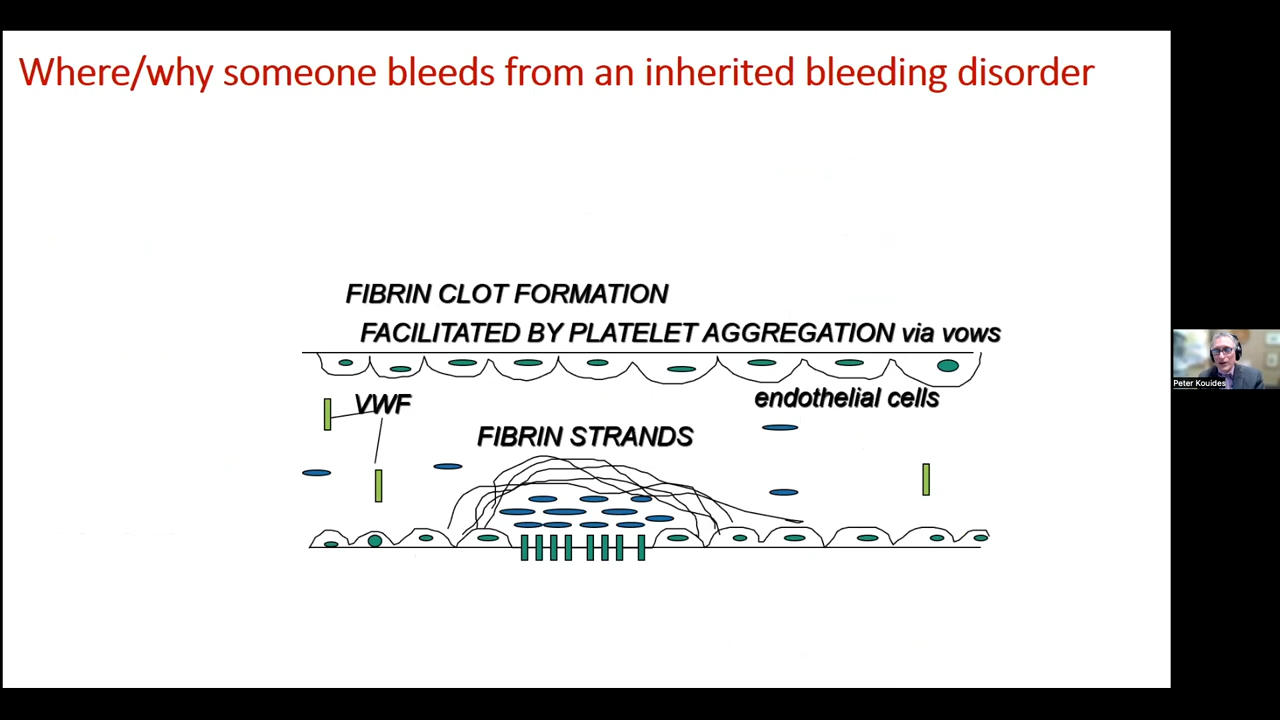 Where/why someone bleeds from an inherited bleeding disorder
FIBRIN CLOT FORMATION
FACILITATED BY PLATELET AGGREGATION via vows
VWF
endothelial cells
FIBRIN STRANDS
Peter Kouides